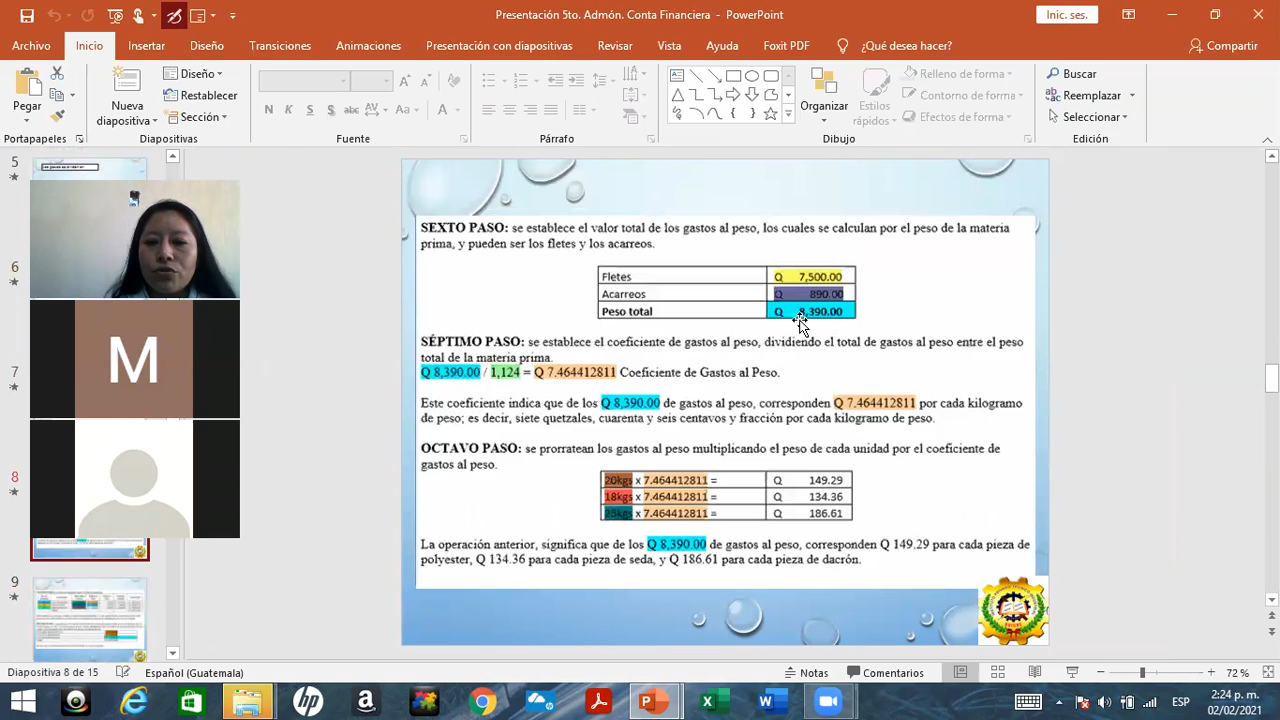 Presentación 5to. Admón. Conta Financiera - PowerPoint
Inic. ses.
Archivo Inicio Insertar Diseño Transiciones Animaciones Presentación con diapositivas Revisar Vista Ayuda Foxit PDF ¿Qué desea hacer? Compartir
Pegar
Nueva diapositiva
Diseño
Restablecer
Sección
N K S S abc AV Aa A
Organizar
Estilos rápidos
Relleno de forma
Contorno de forma
Efectos de forma
Buscar
Reemplazar
Seleccionar
Portapapeles Diapositivas Fuente Párrafo Dibujo Edición
5
6
7
8
9
M
SEXTO PASO: se establece el valor total de los gastos al peso, los cuales se calculan por el peso de la materia
prima, y pueden ser los fletes y los acarreos.
Fletes Q 7,500.00
Acarreos Q 890.00
Peso total Q 8,390.00
SÉPTIMO PASO: se establece el coeficiente de gastos al peso, dividiendo el total de gastos al peso entre el peso
total de la materia prima.
Q 8,390.00 / 1,124 = Q 7.464412811 Coeficiente de Gastos al Peso.
Este coeficiente indica que de los Q 8,390.00 de gastos al peso, corresponden Q 7.464412811 por cada kilogramo
de peso; es decir, siete quetzales, cuarenta y seis centavos y fracción por cada kilogramo de peso.
OCTAVO PASO: se prorratean los gastos al peso multiplicando el peso de cada unidad por el coeficiente de
gastos al peso.
20kgs x 7.464412811 = Q 149.29
18kgs x 7.464412811 = Q 134.36
25kgs x 7.464412811 = Q 186.61
La operación anterior, significa que de los Q 8,390.00 de gastos al peso, corresponden Q 149.29 para cada pieza de
polyester, Q 134.36 para cada pieza de seda, y Q 186.61 para cada pieza de dacrón.
Diapositiva 8 de 15 Español (Guatemala) Notas Comentarios 72 %
ESP
2:24 p. m.
02/02/2021